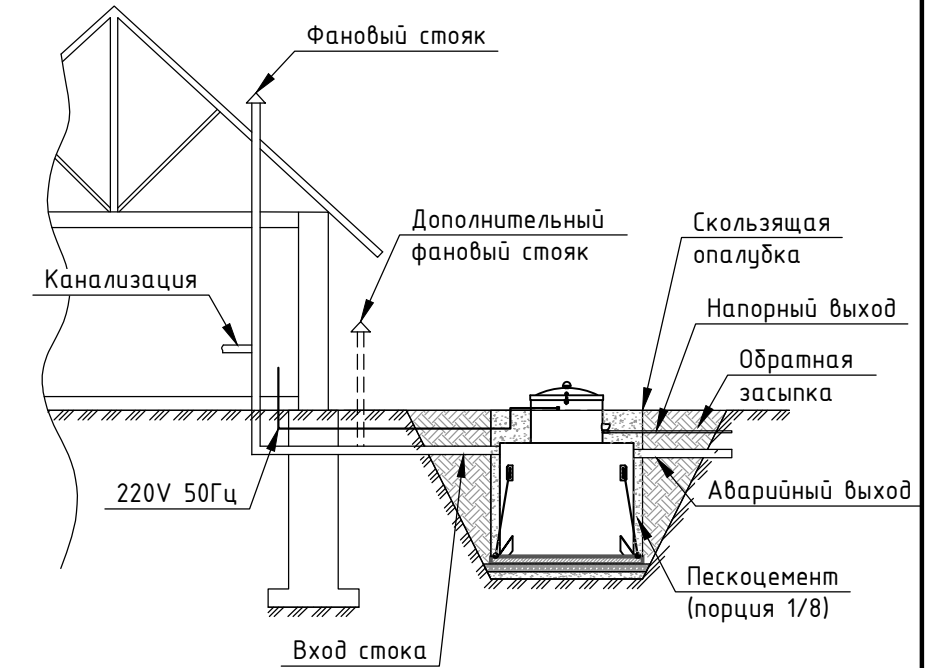 Фановый стояк
Дополнительный
фановый стояк
Скользящая
опалубка
Канализация
Напорный выход
Обратная
засыпка
220V 50Гц
Аварийный выход
Пескоцемент
(порция 1/8)
Вход стока